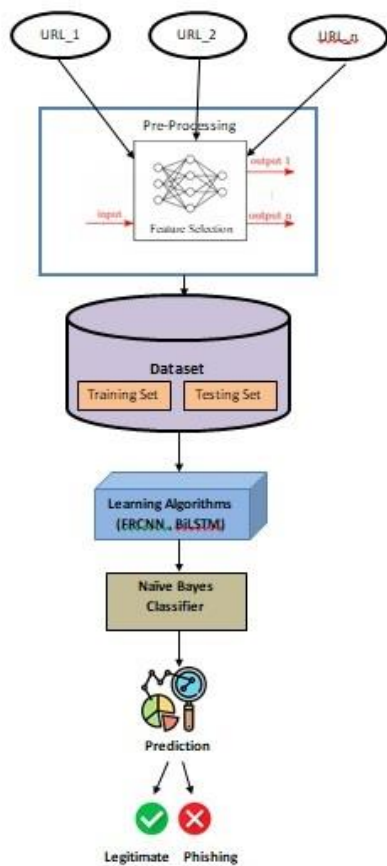 URL_1
URL_2
URL_n
Pre-Processing
output 1
input
output n
Feature Selection
Dataset
Training Set
Testing Set
Learning Algorithms
(FRCNN, BiLSTM)
Naïve Bayes
Classifier
Prediction
Legitimate
Phishing